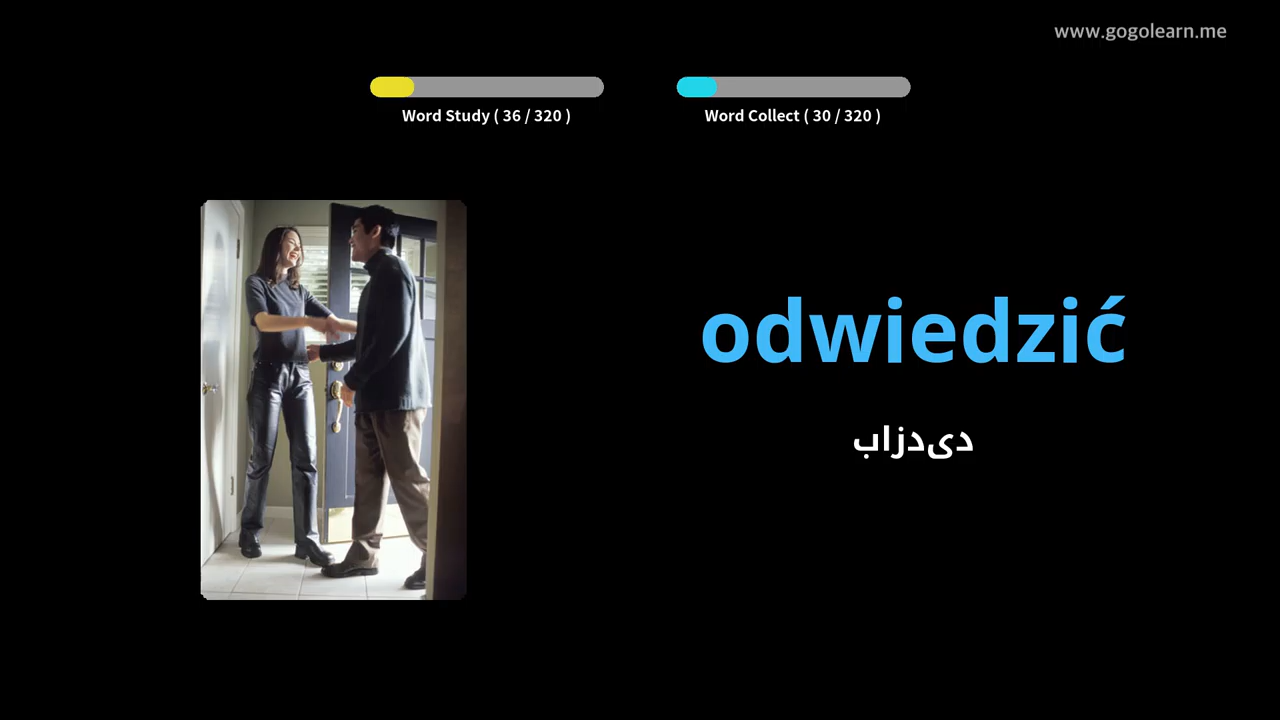 www.gogolearn.me
Word Study ( 36 / 320 )
Word Collect ( 30 / 320 )
odwiedzić
دیدزاب